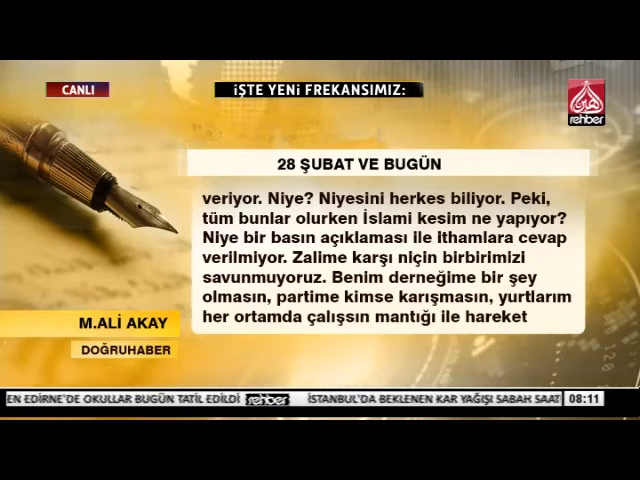 CANLI
İŞTE YENİ FREKANSIMIZ:
rehber
28 ŞUBAT VE BUGÜN
veriyor. Niye? Niyesini herkes biliyor. Peki,
tüm bunlar olurken İslami kesim ne yapıyor?
Niye bir basın açıklaması ile ithamlara cevap
verilmiyor. Zalime karşı niçin birbirimizi
savunmuyoruz. Benim derneğime bir şey
olmasın, partime kimse karışmasın, yurtlarım
her ortamda çalışsın mantığı ile hareket
M.ALİ AKAY
DOĞRUHABER
EN EDİRNE'DE OKULLAR BUGÜN TATİL EDİLDİ rehber İSTANBUL'DA BEKLENEN KAR YAĞIŞI SABAH SAAT 08:11